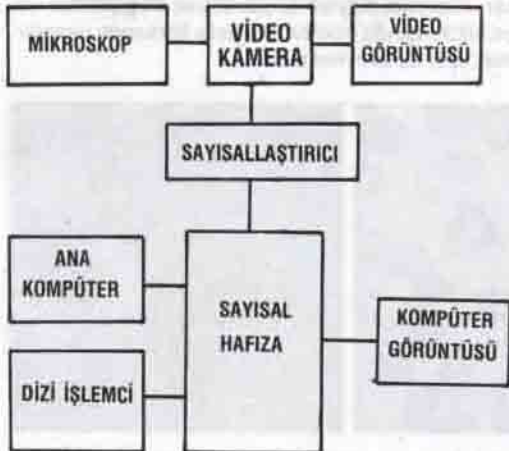 MİKROSKOP
VİDEO
KAMERA
VİDEO
GÖRÜNTÜSÜ
SAYISALLAŞTIRICI
ANA
KOMPÜTER
SAYISAL
HAFIZA
KOMPÜTER
GÖRÜNTÜSÜ
DİZİ İŞLEMCİ